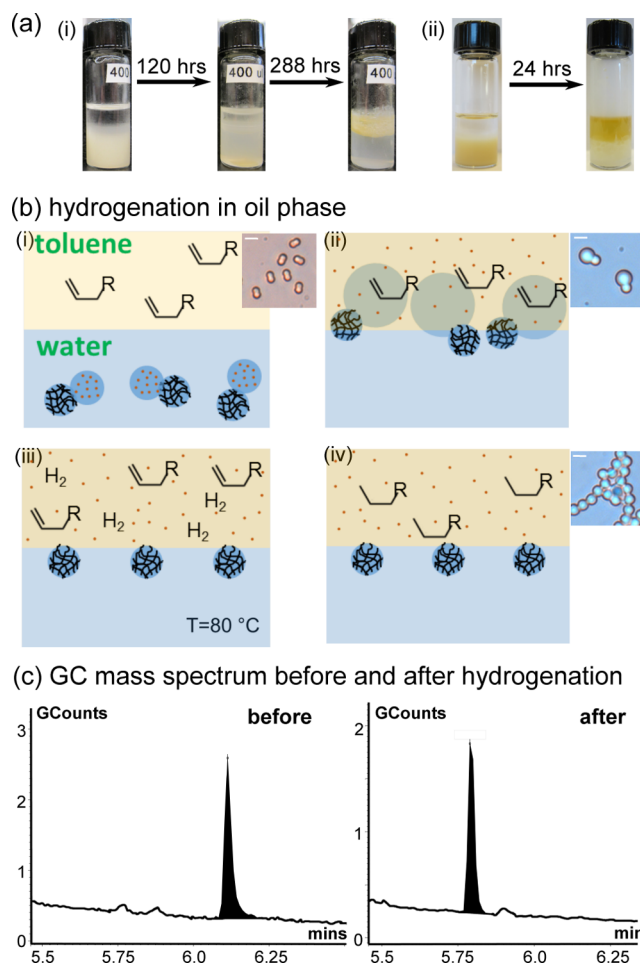 (a)
(i)
120 hrs
288 hrs
(ii)
24 hrs
400
400 u
400
(b) hydrogenation in oil phase
(i)
toluene
R
R
R
water
(ii)
R
R
R
(iii)
H2
R
R
H2
R
H2
H2
T=80 °C
(iv)
R
R
R
(c) GC mass spectrum before and after hydrogenation
GCounts
before
3
2
1
0
mins
5.5
5.75
6.0
6.25
GCounts
after
2
1
0
min
5.5
5.75
6.0
6.25